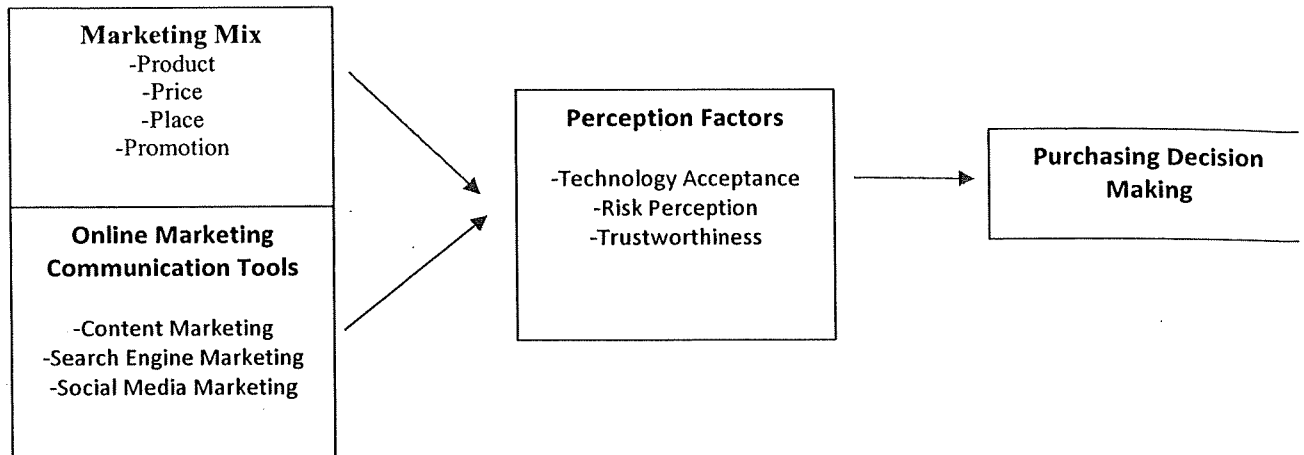 Marketing Mix
-Product
-Price
-Place
-Promotion
Online Marketing
Communication Tools
-Content Marketing
-Search Engine Marketing
-Social Media Marketing
Perception Factors
-Technology Acceptance
-Risk Perception
-Trustworthiness
Purchasing Decision
Making